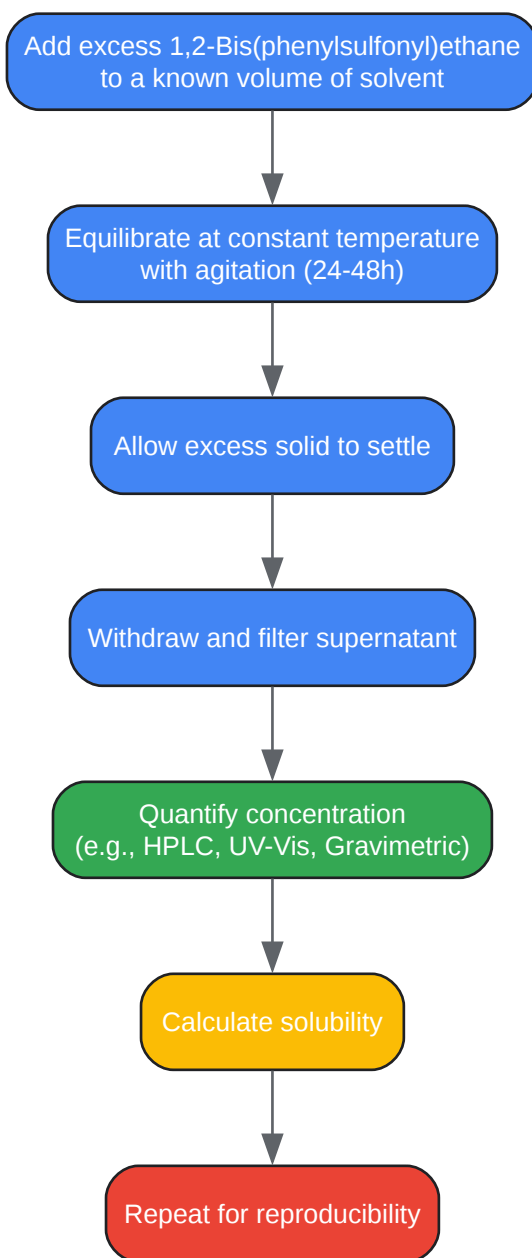 Add excess 1,2-Bis(phenylsulfonyl)ethane
to a known volume of solvent
Equilibrate at constant temperature
with agitation (24-48h)
Allow excess solid to settle
Withdraw and filter supernatant
Quantify concentration
(e.g., HPLC, UV-Vis, Gravimetric)
Calculate solubility
Repeat for reproducibility